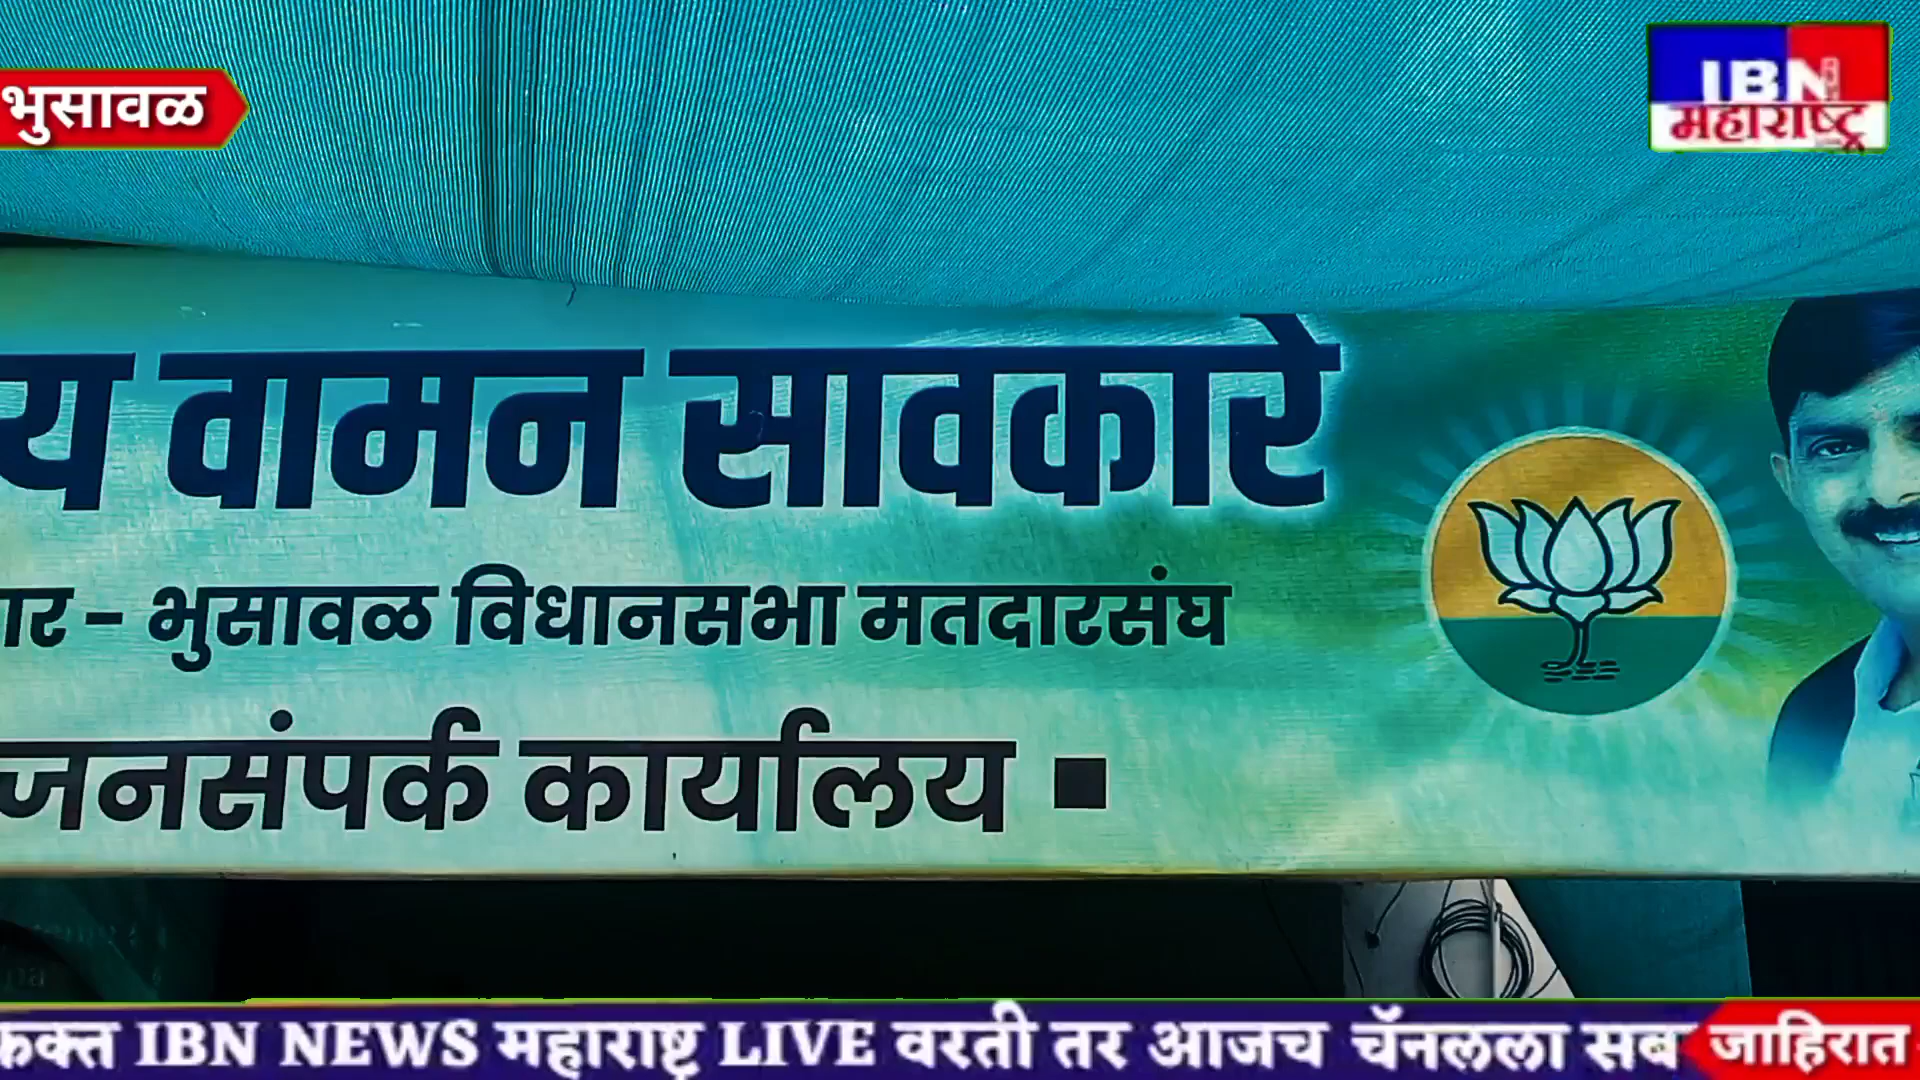 भुसावळ
IBN
महाराष्ट्र
य वामन सावकारे
ार - भुसावळ विधानसभा मतदारसंघ
जनसंपर्क कार्यालय ▪
फक्त IBN NEWS महाराष्ट्र LIVE वरती तर आजच चॅनलला सब
जाहिरात